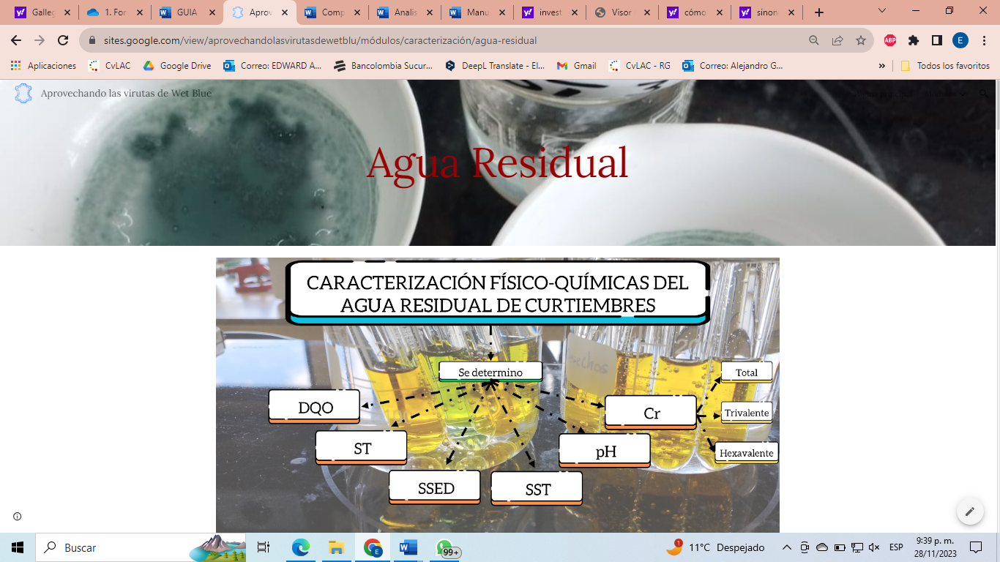 Galleg
1. For
W GUIA
Aprov
Comp
Analis
Manu
invest
Visor
cómo
sinon
sites.google.com/view/aprovechandolasvirutasdewetblu/módulos/caracterización/agua-residual
ABP
E
Aplicaciones
CvLAC
Google Drive
Correo: EDWARD A...
Bancolombia Sucur...
DeepL Translate - El...
Gmail
CvLAC - RG
Correo: Alejandro G...
»
Todos los favoritos
Aprovechando las virutas de Wet Blue
Agua Residual
CARACTERIZACIÓN FÍSICO-QUÍMICAS DEL
AGUA RESIDUAL DE CURTIEMBRES
Se determino
Total
DQO
Cr
Trivalente
ST
pH
Hexavalente
SSED
SST
Buscar
99+
1
11°C Despejado
ESP
9:39 p. m.
28/11/2023